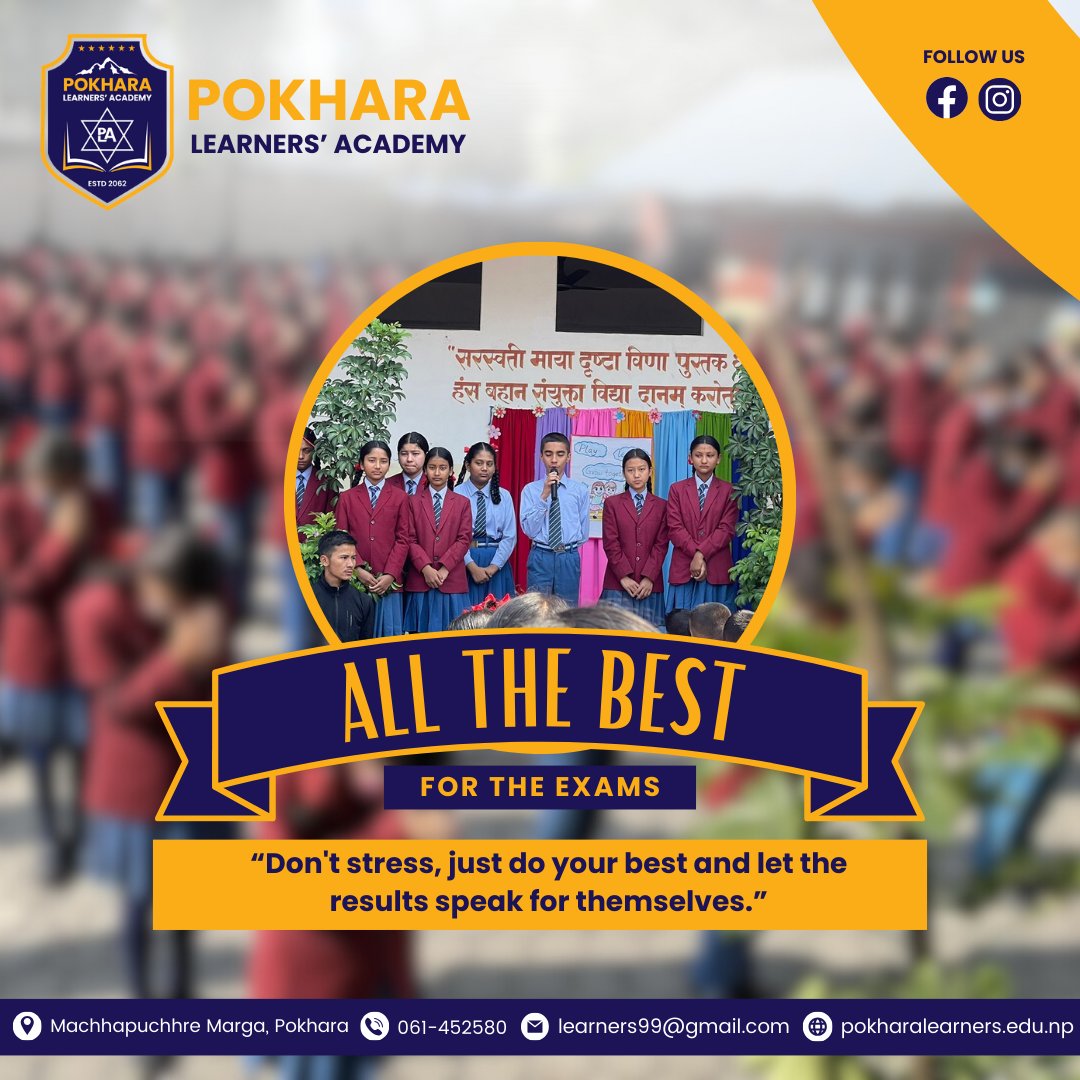 POKHARA
LEARNERS’ ACADEMY
PA
ESTD 2062
POKHARA
LEARNERS’ ACADEMY
FOLLOW US
“सरस्वती माया दृष्टा विणा पुस्तक
हंस बहान संयुक्ता विद्या दानम् करोत
Play
ALL THE BEST
FOR THE EXAMS
“Don't stress, just do your best and let the
results speak for themselves.”
Machhapuchhre Marga, Pokhara
061-452580
learners99@gmail.com
pokharalearners.edu.np